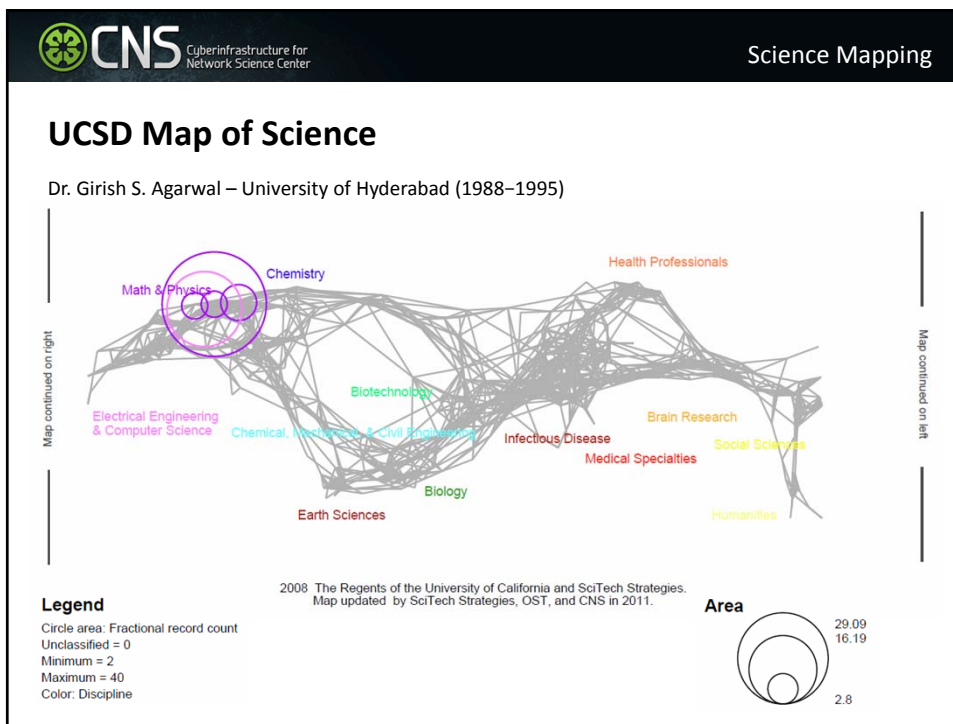 CNS Cyberinfrastructure for
Network Science Center
Science Mapping
UCSD Map of Science
Dr. Girish S. Agarwal – University of Hyderabad (1988–1995)
Map continued on right
Map continued on left
Chemistry
Health Professionals
Math & Physics
Biotechnology
Electrical Engineering
& Computer Science
Chemical, Mechanical, & Civil Engineering
Brain Research
Infectious Disease
Social Sciences
Medical Specialties
Biology
Earth Sciences
Humanities
2008 The Regents of the University of California and SciTech Strategies.
Map updated by SciTech Strategies, OST, and CNS in 2011.
Legend
Circle area: Fractional record count
Unclassified = 0
Minimum = 2
Maximum = 40
Color: Discipline
Area
29.09
16.19
2.8